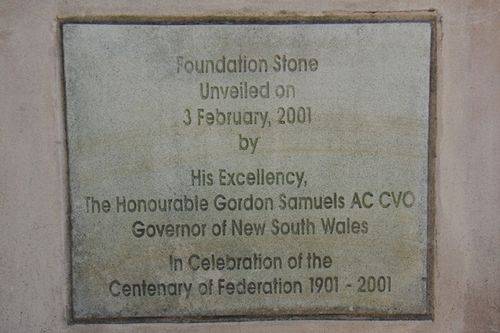 Foundation Stone
Unveiled on
3 February, 2001
by
His Excellency,
The Honourable Gordon Samuels AC CVO
Governor of New South Wales
In Celebration of the
Centenary of Federation 1901 - 2001